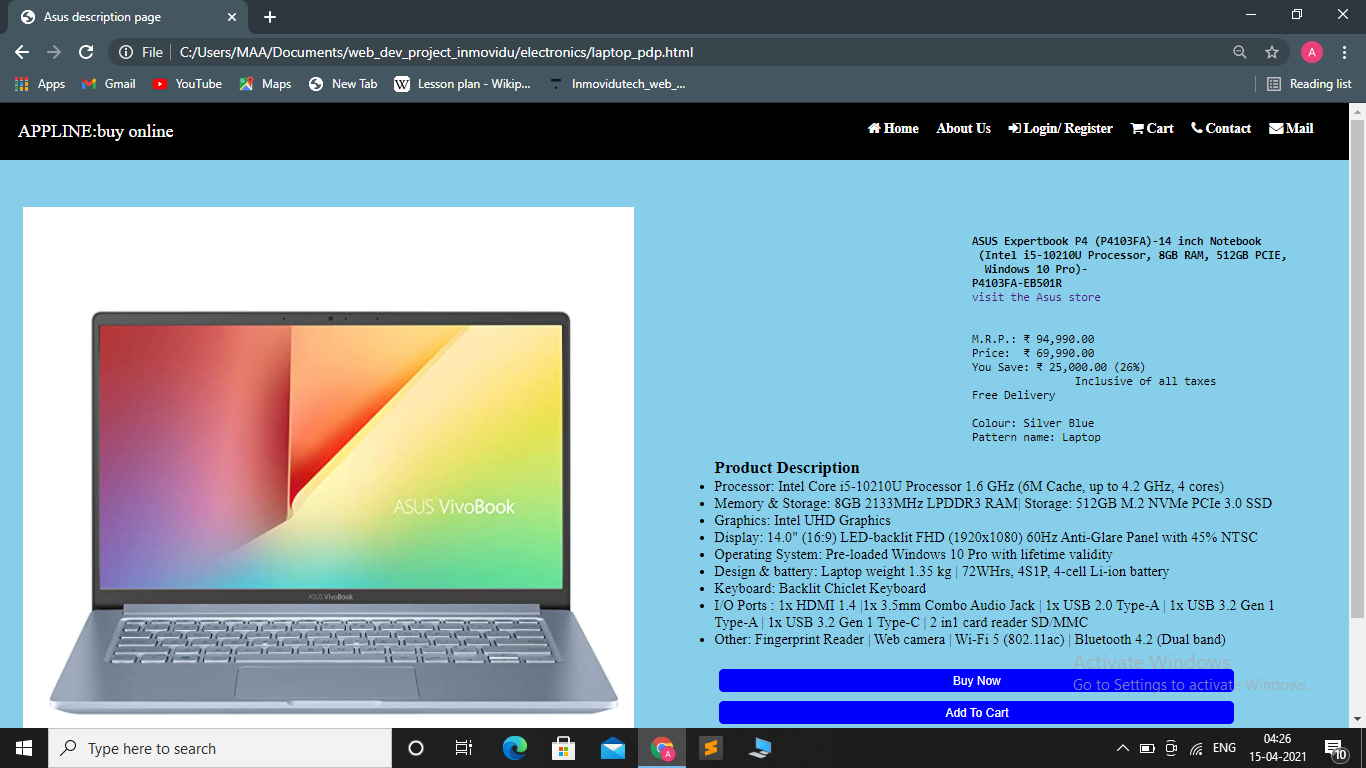 Asus description page
File C:/Users/MAA/Documents/web_dev_project_inmovidu/electronics/laptop_pdp.html
A
Apps Gmail YouTube Maps New Tab W Lesson plan - Wikip... Inmovidutech_web_... Reading list
APPLINE:buy online
Home About Us Login/ Register Cart Contact Mail
ASUS Expertbook P4 (P4103FA)-14 inch Notebook
(Intel i5-10210U Processor, 8GB RAM, 512GB PCIE,
Windows 10 Pro)-
P4103FA-EB501R
visit the Asus store
M.R.P.: ₹ 94,990.00
Price: ₹ 69,990.00
You Save: ₹ 25,000.00 (26%)
Inclusive of all taxes
Free Delivery
Colour: Silver Blue
Pattern name: Laptop
ASUS VivoBook
ASUS VivoBook
Product Description
• Processor: Intel Core i5-10210U Processor 1.6 GHz (6M Cache, up to 4.2 GHz, 4 cores)
• Memory & Storage: 8GB 2133MHz LPDDR3 RAM| Storage: 512GB M.2 NVMe PCIe 3.0 SSD
• Graphics: Intel UHD Graphics
• Display: 14.0" (16:9) LED-backlit FHD (1920x1080) 60Hz Anti-Glare Panel with 45% NTSC
• Operating System: Pre-loaded Windows 10 Pro with lifetime validity
• Design & battery: Laptop weight 1.35 kg | 72WHrs, 4S1P, 4-cell Li-ion battery
• Keyboard: Backlit Chiclet Keyboard
• I/O Ports : 1x HDMI 1.4 |1x 3.5mm Combo Audio Jack | 1x USB 2.0 Type-A | 1x USB 3.2 Gen 1
Type-A | 1x USB 3.2 Gen 1 Type-C | 2 in1 card reader SD/MMC
• Other: Fingerprint Reader | Web camera | Wi-Fi 5 (802.11ac) | Bluetooth 4.2 (Dual band)
Activate Windows
Go to Settings to activate Windows.
Buy Now
Add To Cart
Type here to search
A
ENG
04:26
15-04-2021
10